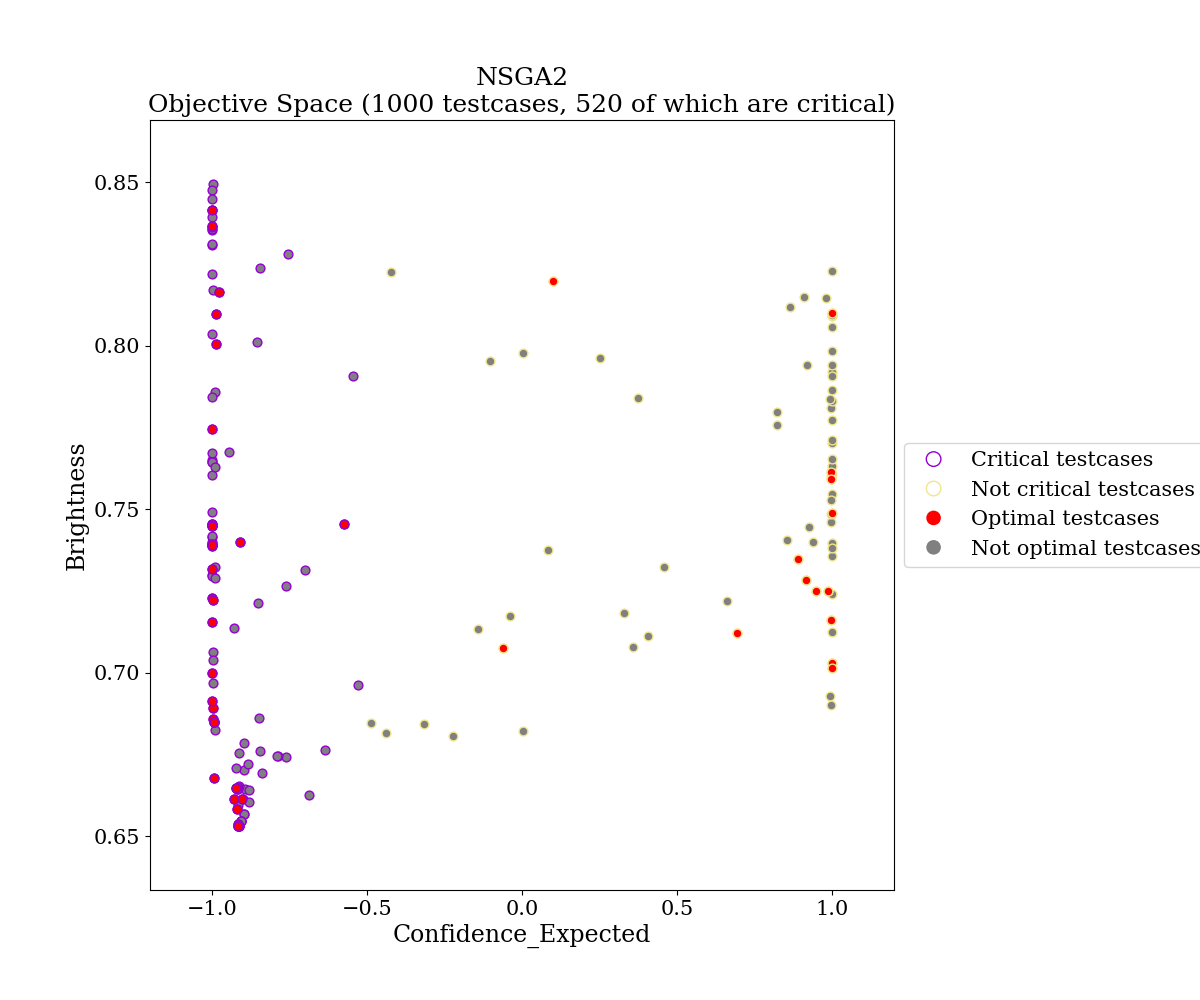 NSGA2
Objective Space (1000 testcases, 520 of which are critical)
0.85
0.80
0.75
0.70
0.65
Brightness
−1.0
−0.5
0.0
0.5
1.0
Confidence_Expected
Critical testcases
Not critical testcases
Optimal testcases
Not optimal testcases